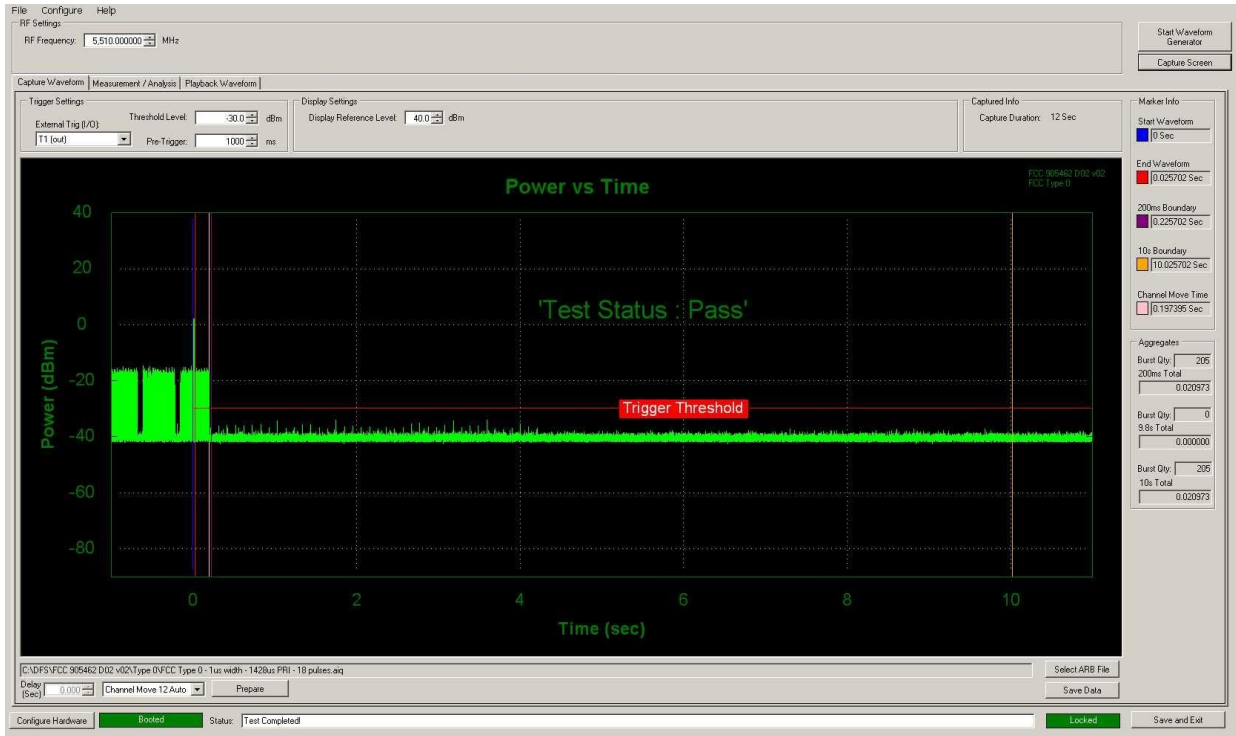 File Configure Help
RF Settings
RF Frequency: 5,510.000000 MHz
Start Waveform
Generator
Capture Screen
Capture Waveform Measurement / Analysis Playback Waveform
Trigger Settings
External Trig (I/O):
T1 (out)
Threshold Level: -30.0 dBm
Pre-Trigger: 1000 ms
Display Settings
Display Reference Level: 40.0 dBm
Captured Info
Capture Duration: 12 Sec
Marker Info
Start Waveform
0 Sec
End Waveform
0.025702 Sec
200ms Boundary
0.225702 Sec
10s Boundary
10.025702 Sec
Channel Move Time
0.197395 Sec
Aggregates
Burst Qty: 205
200ms Total
0.020973
Burst Qty: 0
9.8s Total
0.000000
Burst Qty: 205
10s Total
0.020973
Power vs Time
FCC 905462 D02 v02
FCC Type 0
'Test Status : Pass'
Trigger Threshold
Power (dBm)
40
20
0
-20
-40
-60
-80
0 2 4 6 8 10
Time (sec)
C:\DFS\FCC 905462 D02 v02\Type 0\FCC Type 0 - 1us width - 1428us PRI - 18 pulses.aiq
Select ARB File
Delay
(Sec) 0.000 Channel Move 12 Auto Prepare
Save Data
Configure Hardware Booted Status: Test Completed! Locked Save and Exit